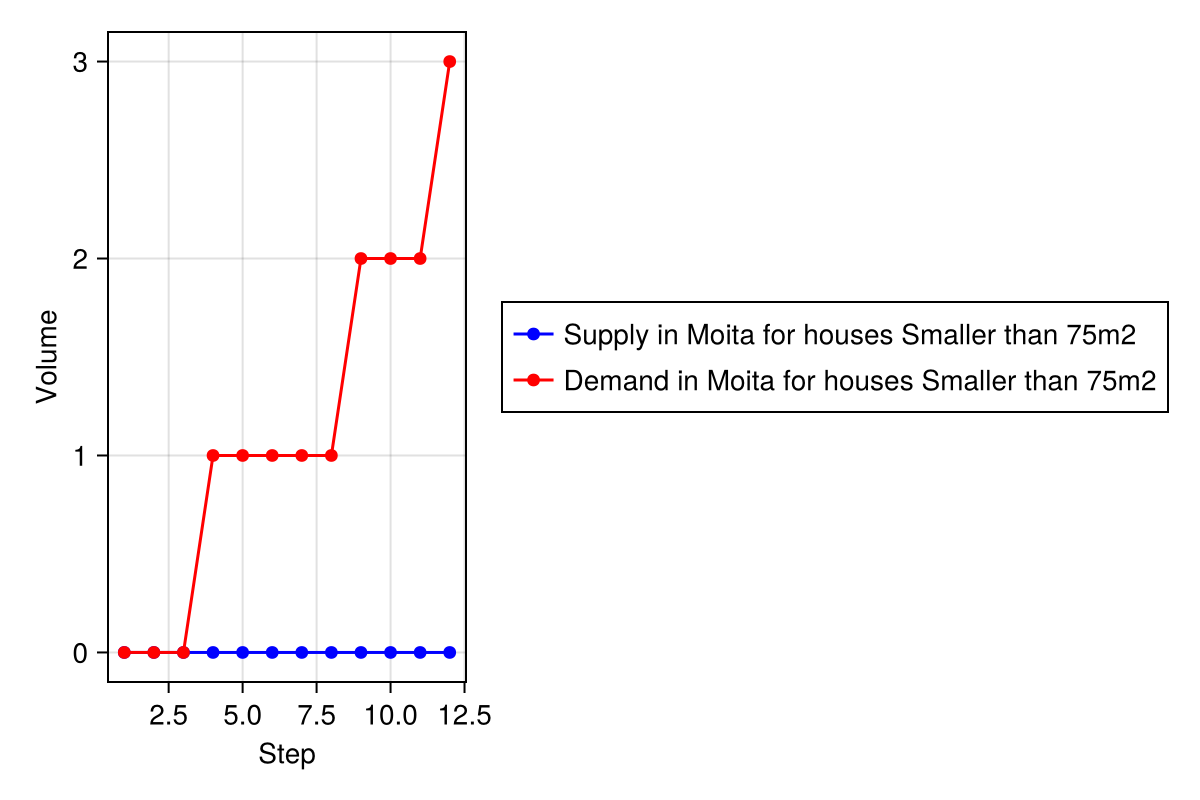 3
2
1
0
Volume
2.5 5.0 7.5 10.0 12.5
Step
Supply in Moita for houses Smaller than 75m2
Demand in Moita for houses Smaller than 75m2